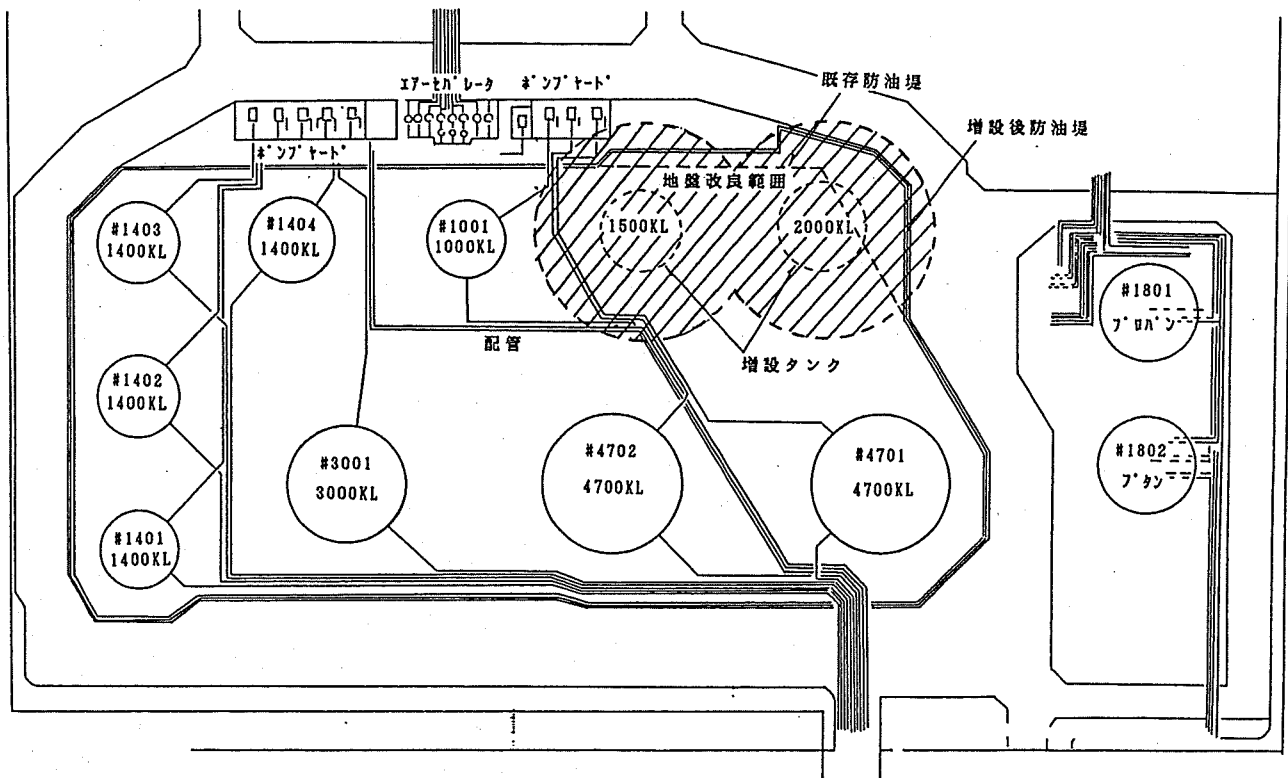 エアーセパレータ
ポンプヤード
既存防油堤
増設後防油堤
ポンプヤード
地盤改良範囲
#1403
1400KL
#1404
1400KL
#1001
1000KL
1500KL
2000KL
#1801
プロパン
配管
増設タンク
#1402
1400KL
#3001
3000KL
#4702
4700KL
#4701
4700KL
#1802
ブタン
#1401
1400KL